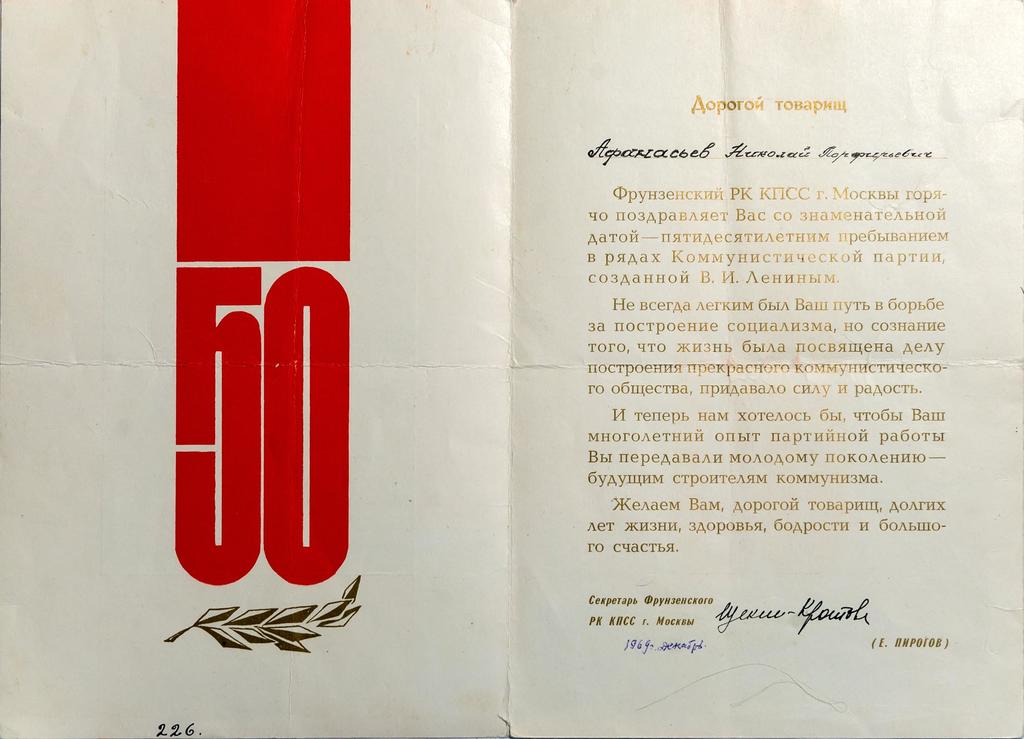 50
226.
Дорогой товарищ
Афанасьев Николай Порфирьевич
Фрунзенский РК КПСС г. Москвы горя-
чо поздравляет Вас со знаменательной
датой — пятидесятилетним пребыванием
в рядах Коммунистической партии,
созданной В. И. Лениным.
Не всегда легким был Ваш путь в борьбе
за построение социализма, но сознание
того, что жизнь была посвящена делу
построения прекрасного коммунистическо-
го общества, придавало силу и радость.
И теперь нам хотелось бы, чтобы Ваш
многолетний опыт партийной работы
Вы передавали молодому поколению —
будущим строителям коммунизма.
Желаем Вам, дорогой товарищ, долгих
лет жизни, здоровья, бодрости и большо-
го счастья.
Секретарь Фрунзенского
РК КПСС г. Москвы
1969г. декабрь.
(Е. ПИРОГОВ)